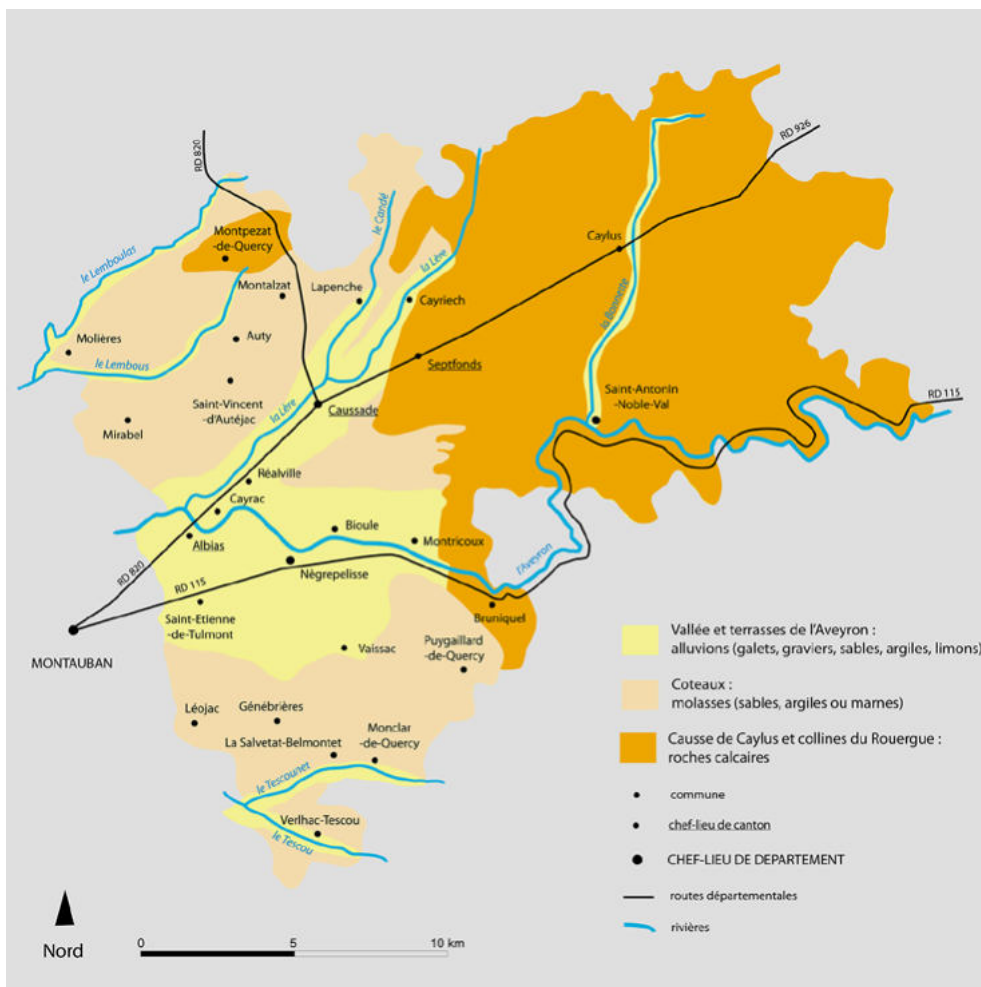 RD 820
RD 926
le Candé
la Lère
Montpezat
-de-Quercy
le Lemboulas
Caylus
Montalzat
Lapenche
Cayriech
la Bonnette
Molières
Auty
le Lembous
Septfonds
Saint-Antonin
-Noble-Val
RD 115
Saint-Vincent
-d'Autéjac
la Lère
Caussade
Mirabel
Réalville
Cayrac
Bioule
Albias
Montricoux
l'Aveyron
Nègrepelisse
RD 820
RD 115
Saint-Etienne
-de-Tulmont
Bruniquel
MONTAUBAN
Vaissac
Puygaillard
-de-Quercy
Léojac
Génébrières
La Salvetat-Belmontet
Monclar
-de-Quercy
le Tescounet
Verlhac-Tescou
le Tescou
Vallée et terrasses de l'Aveyron :
alluvions (galets, graviers, sables, argiles, limons)
Coteaux :
molasses (sables, argiles ou marnes)
Causse de Caylus et collines du Rouergue :
roches calcaires
commune
chef-lieu de canton
CHEF-LIEU DE DEPARTEMENT
routes départementales
rivières
Nord
0 5 10 km